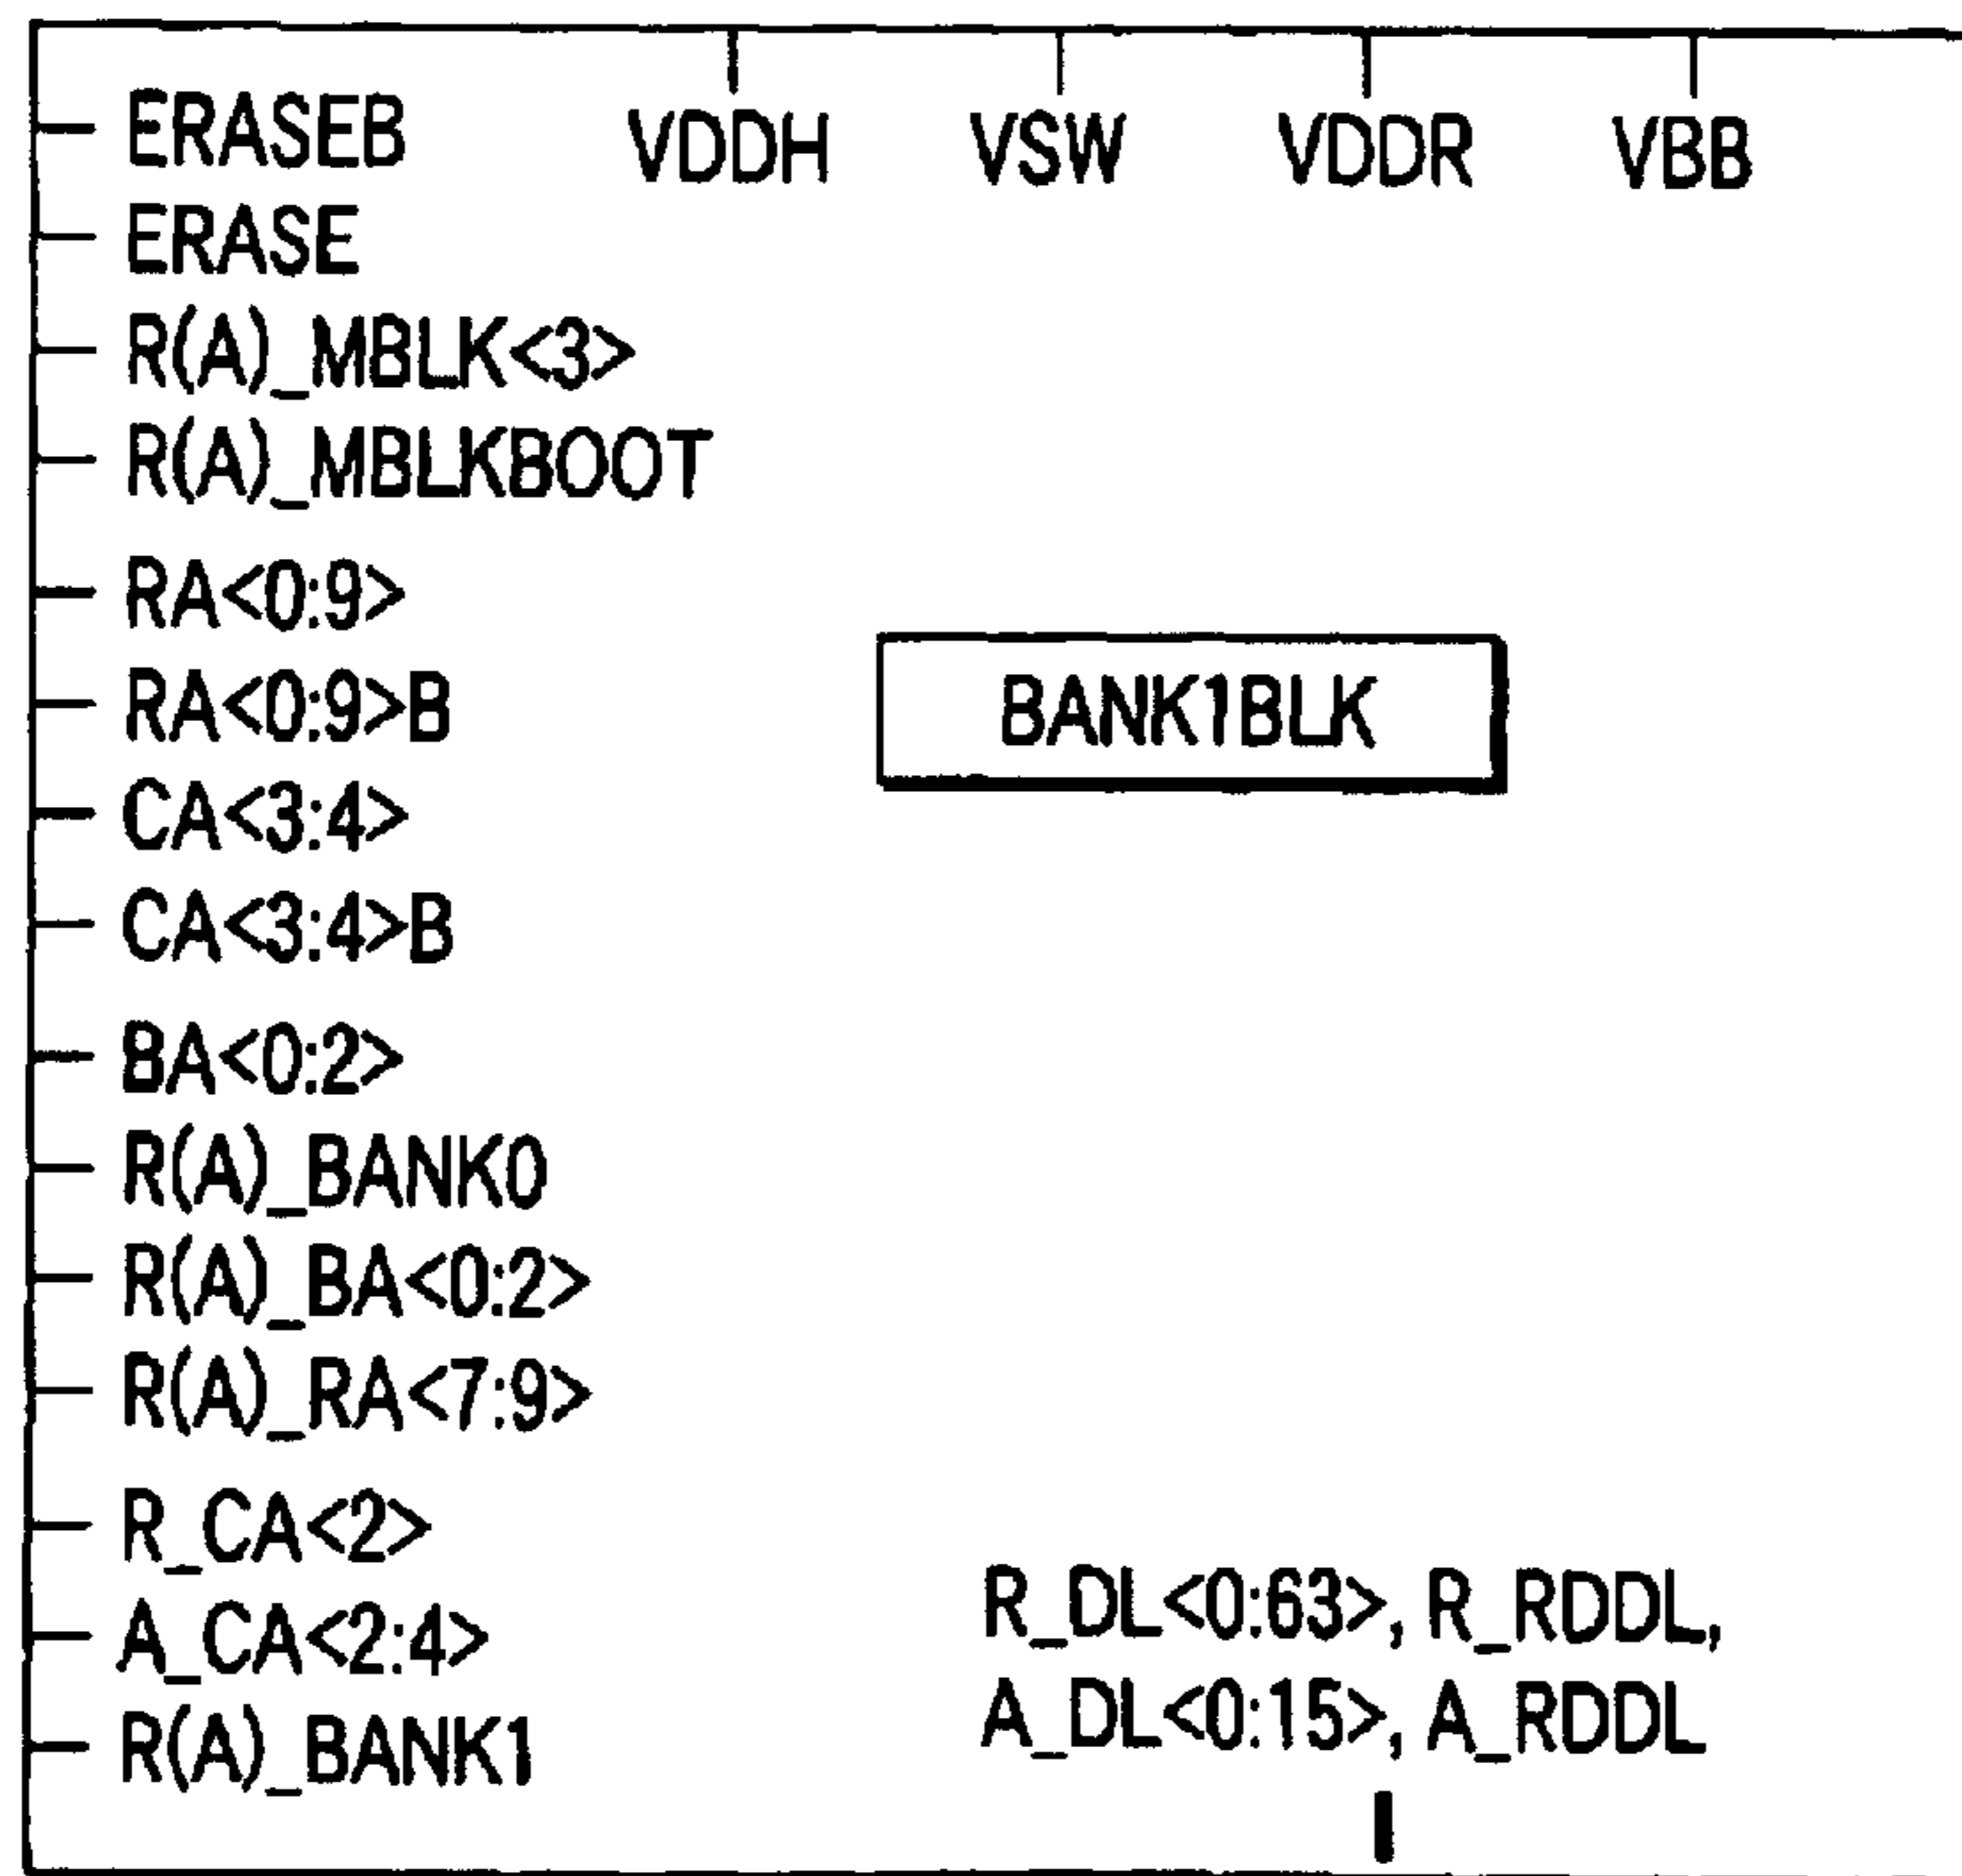 ERASEB
VDDH VSW VDDR VBB
ERASE
R(A)_MBLK<3>
R(A)_MBLKBOOT
RA<0:9>
RA<0:9>B
BANK1BLK
CA<3:4>
CA<3:4>B
BA<0:2>
R(A)_BANK0
R(A)_BA<0:2>
R(A)_RA<7:9>
R_CA<2>
A_CA<2:4>
R(A)_BANK1
R_DL<0:63>, R_RDDL,
A_DL<0:15>, A_RDDL